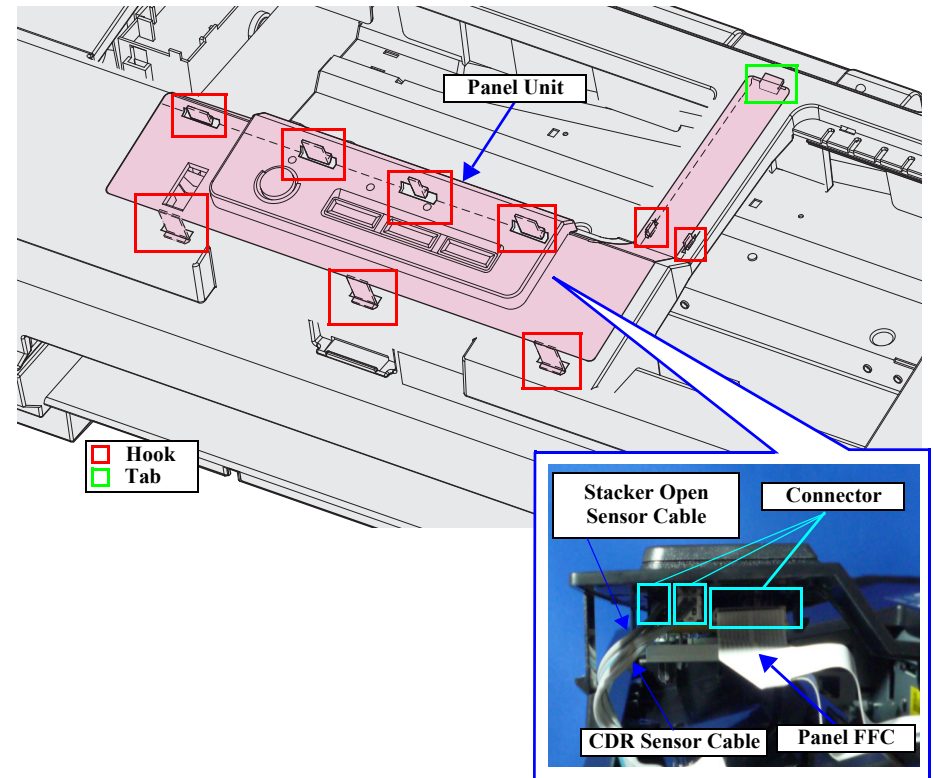 Panel Unit
Hook
Tab
Stacker Open
Sensor Cable
Connector
CDR Sensor Cable
Panel FFC